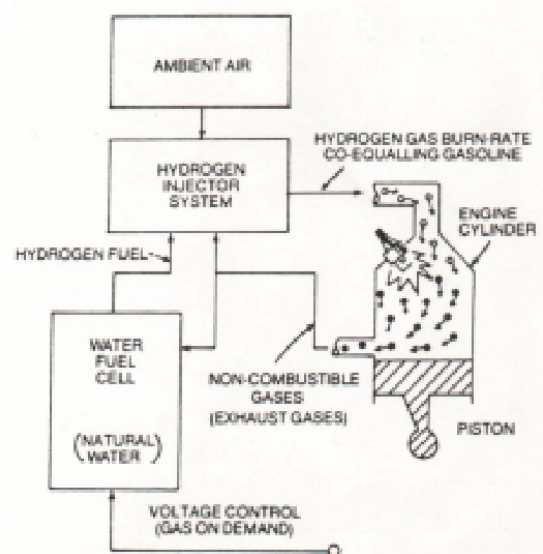 AMBIENT AIR
HYDROGEN GAS BURN-RATE
CO-EQUALLING GASOLINE
HYDROGEN
INJECTOR
SYSTEM
ENGINE
CYLINDER
HYDROGEN FUEL
WATER
FUEL
CELL
(NATURAL
WATER)
NON-COMBUSTIBLE
GASES
(EXHAUST GASES)
PISTON
VOLTAGE CONTROL
(GAS ON DEMAND)